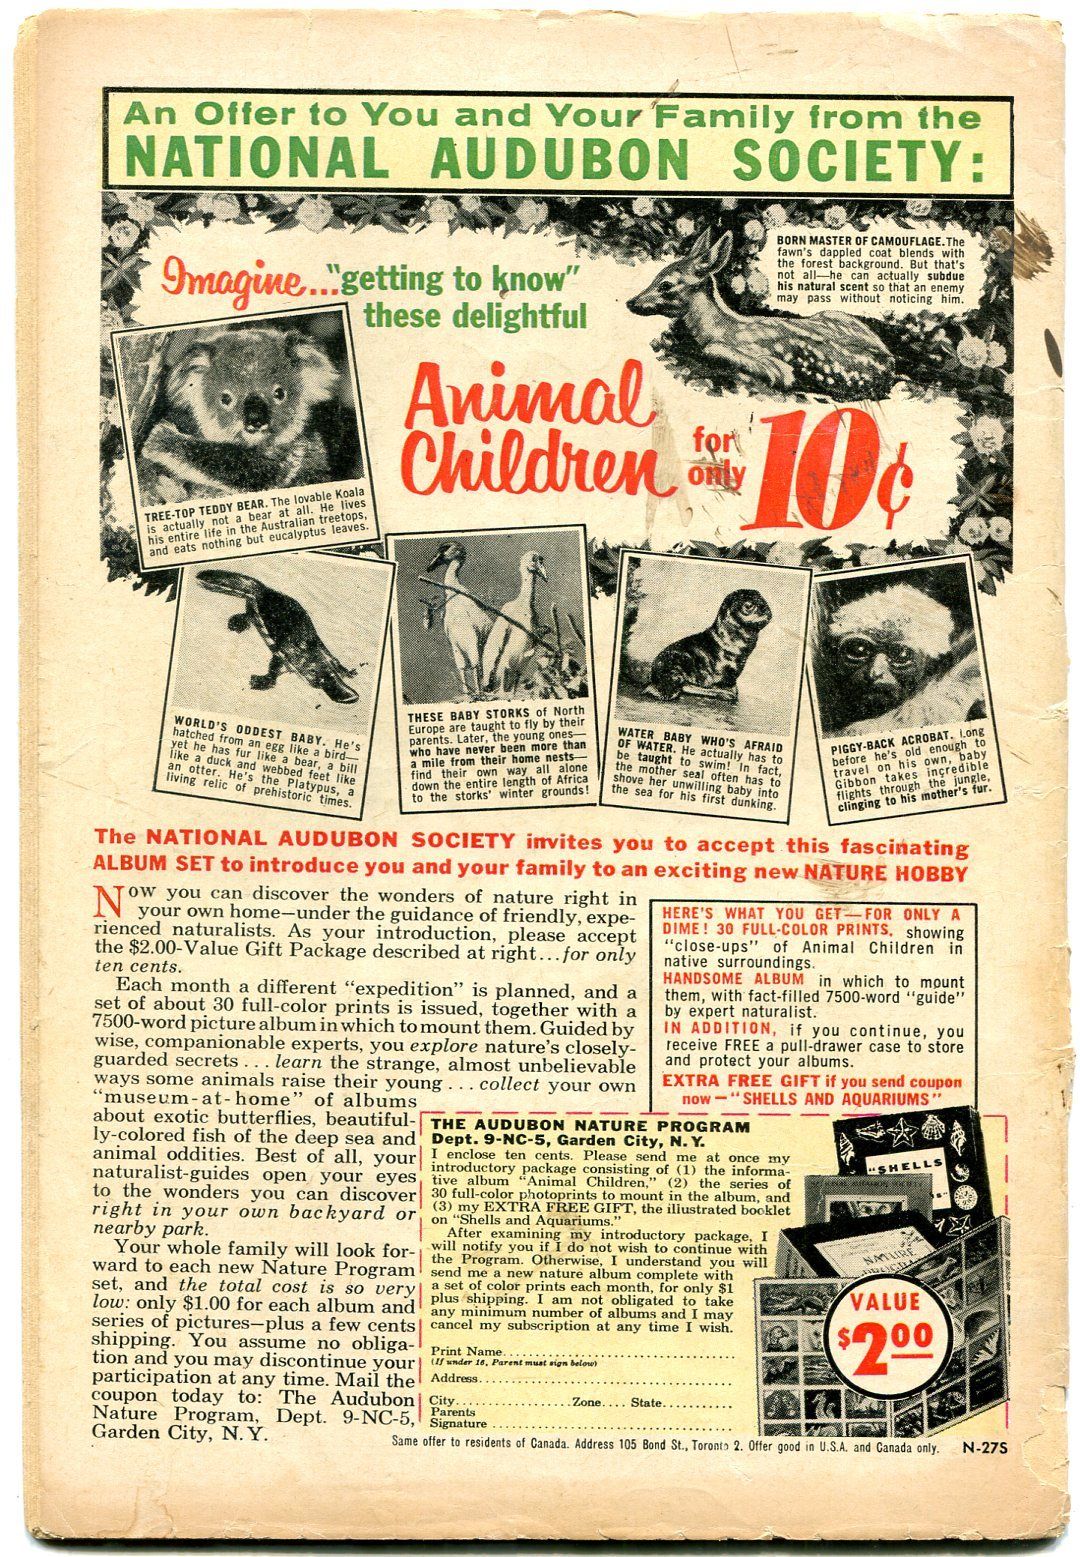 An Offer to You and Your Family from the
NATIONAL AUDUBON SOCIETY:
Imagine... "getting to know"
these delightful
Animal
Children
for
only
10¢
BORN MASTER OF CAMOUFLAGE. The
fawn's dappled coat blends with
the forest background. But that's
not all—he can actually subdue
his natural scent so that an enemy
may pass without noticing him.
TREE-TOP TEDDY BEAR. The lovable Koala
is actually not a bear at all. He lives
his entire life in the Australian treetops,
and eats nothing but eucalyptus leaves.
WORLD'S ODDEST BABY. He's
hatched from an egg like a bird—
yet he has fur like a bear, a bill
like a duck and webbed feet like
an otter. He's the Platypus, a
living relic of prehistoric times.
THESE BABY STORKS of North
Europe are taught to fly by their
parents. Later, the young ones—
who have never been more than
a mile from their home nests—
find their own way all alone
down the entire length of Africa
to the storks' winter grounds!
WATER BABY WHO'S AFRAID
OF WATER. He actually has to
be taught to swim! In fact,
the mother seal often has to
shove her unwilling baby into
the sea for his first dunking.
PIGGY-BACK ACROBAT. Long
before he's old enough to
travel on his own, baby
Gibbon takes incredible
flights through the jungle,
clinging to his mother's fur.
The NATIONAL AUDUBON SOCIETY invites you to accept this fascinating
ALBUM SET to introduce you and your family to an exciting new NATURE HOBBY
Now you can discover the wonders of nature right in
your own home—under the guidance of friendly, expe-
rienced naturalists. As your introduction, please accept
the $2.00-Value Gift Package described at right...for only
ten cents.
Each month a different "expedition" is planned, and a
set of about 30 full-color prints is issued, together with a
7500-word picture album in which to mount them. Guided by
wise, companionable experts, you explore nature's closely-
guarded secrets ... learn the strange, almost unbelievable
ways some animals raise their young ... collect your own
"museum-at-home" of albums
about exotic butterflies, beautiful-
ly-colored fish of the deep sea and
animal oddities. Best of all, your
naturalist-guides open your eyes
to the wonders you can discover
right in your own backyard or
nearby park.
Your whole family will look for-
ward to each new Nature Program
set, and the total cost is so very
low: only $1.00 for each album and
series of pictures—plus a few cents
shipping. You assume no obliga-
tion and you may discontinue your
participation at any time. Mail the
coupon today to: The Audubon
Nature Program, Dept. 9-NC-5,
Garden City, N. Y.
HERE'S WHAT YOU GET—FOR ONLY A
DIME! 30 FULL-COLOR PRINTS, showing
"close-ups" of Animal Children in
native surroundings.
HANDSOME ALBUM in which to mount
them, with fact-filled 7500-word "guide"
by expert naturalist.
IN ADDITION, if you continue, you
receive FREE a pull-drawer case to store
and protect your albums.
EXTRA FREE GIFT if you send coupon
now—"SHELLS AND AQUARIUMS"
THE AUDUBON NATURE PROGRAM
Dept. 9-NC-5, Garden City, N. Y.
I enclose ten cents. Please send me at once my
introductory package consisting of (1) the informa-
tive album "Animal Children," (2) the series of
30 full-color photoprints to mount in the album, and
(3) my EXTRA FREE GIFT, the illustrated booklet
on "Shells and Aquariums."
After examining my introductory package, I
will notify you if I do not wish to continue with
the Program. Otherwise, I understand you will
send me a new nature album complete with
a set of color prints each month, for only $1
plus shipping. I am not obligated to take
any minimum number of albums and I may
cancel my subscription at any time I wish.
Print Name
(If under 16, Parent must sign below)
Address
City Zone State
Parents
Signature
"SHELLS
NATURE
VALUE
$2.00
Same offer to residents of Canada. Address 105 Bond St., Toronto 2. Offer good in U.S.A. and Canada only. N-27S